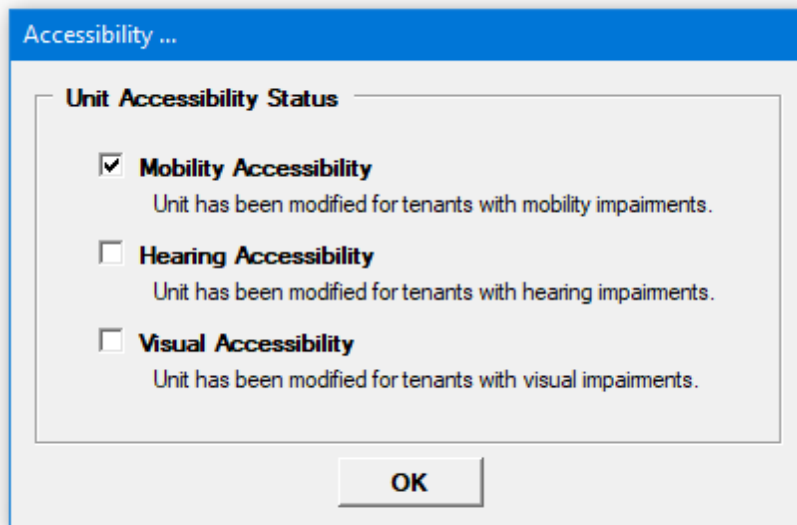 Accessibility ...
Unit Accessibility Status
Mobility Accessibility
Unit has been modified for tenants with mobility impairments.
Hearing Accessibility
Unit has been modified for tenants with hearing impairments.
Visual Accessibility
Unit has been modified for tenants with visual impairments.
OK